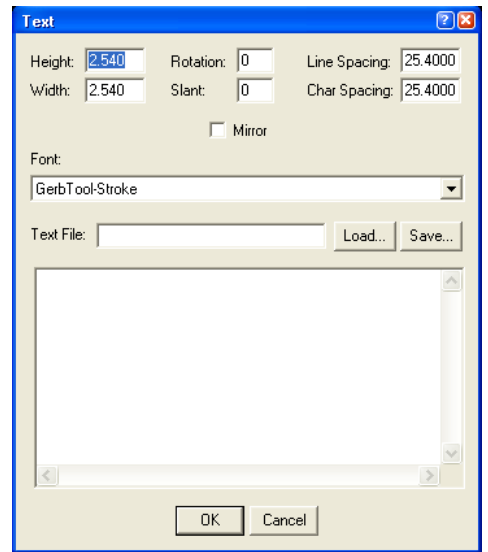 Text
Height: 2.540 Rotation: 0 Line Spacing: 25.4000
Width: 2.540 Slant: 0 Char Spacing: 25.4000
Mirror
Font:
GerbTool-Stroke
Text File: Load... Save...
OK Cancel